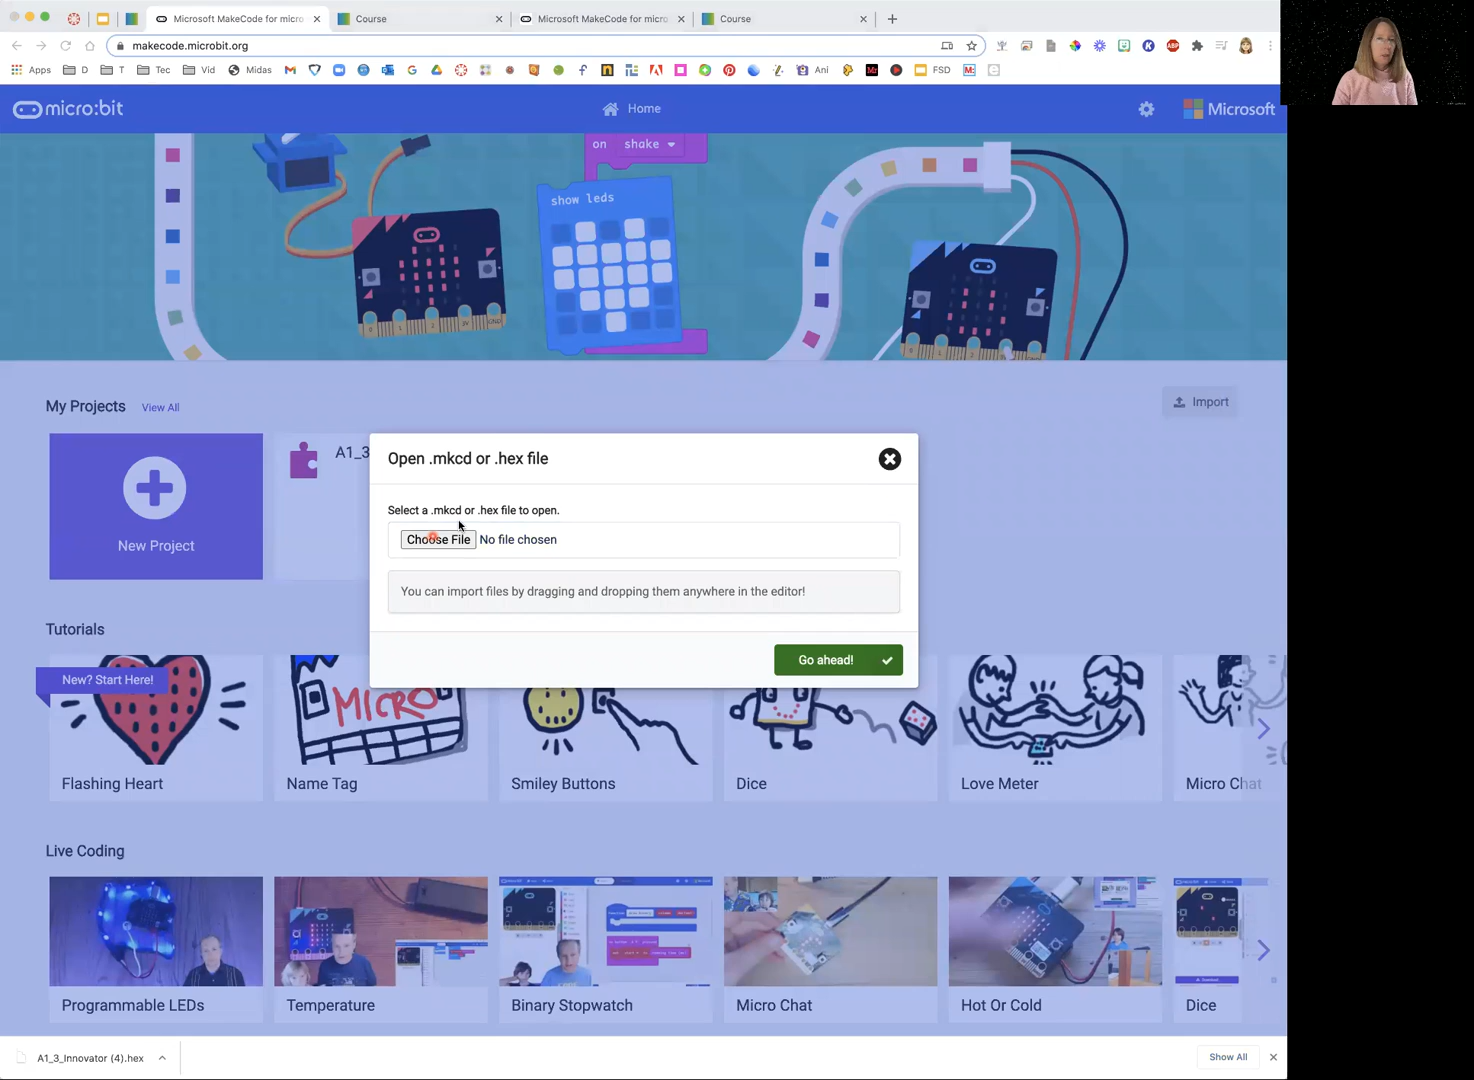 Microsoft MakeCode for micro
Course
Microsoft MakeCode for micro
Course
makecode.microbit.org
Apps
D
T
Tec
Vid
Midas
Ani
FSD
micro:bit
Home
Microsoft
on shake
show leds
My Projects
View All
Import
New Project
A1_3
Open .mkcd or .hex file
Select a .mkcd or .hex file to open.
Choose File No file chosen
You can import files by dragging and dropping them anywhere in the editor!
Go ahead!
Tutorials
New? Start Here!
MICRO
Flashing Heart
Name Tag
Smiley Buttons
Dice
Love Meter
Micro Chat
Live Coding
Programmable LEDs
Temperature
Binary Stopwatch
Micro Chat
Hot Or Cold
Dice
A1_3_Innovator (4).hex
Show All